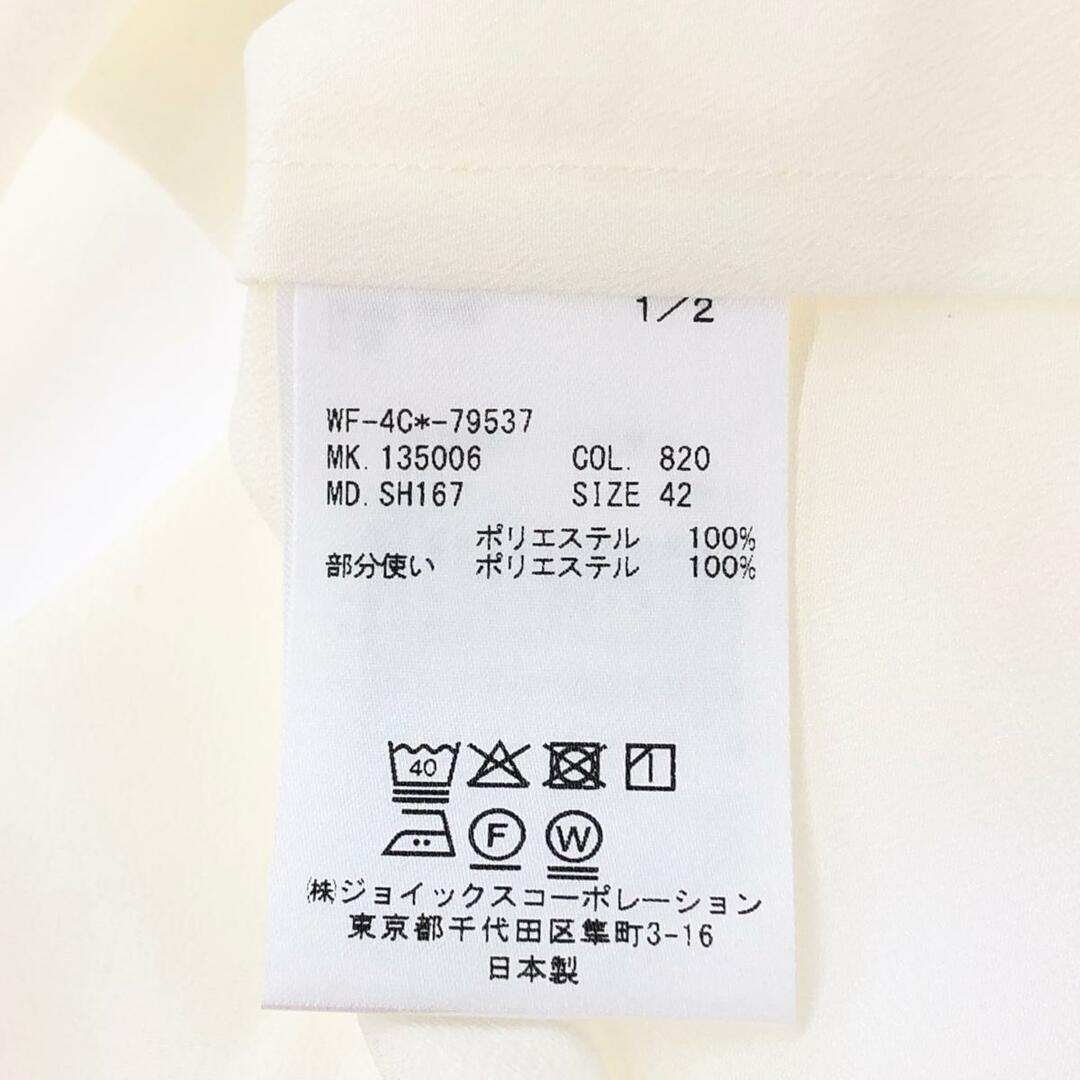 1/2
WF-4C*-79537
MK. 135006 COL. 820
MD. SH167 SIZE 42
ポリエステル 100%
部分使い ポリエステル 100%
40
F W
㈱ジョイックスコーポレーション
東京都千代田区隼町3-16
日本製